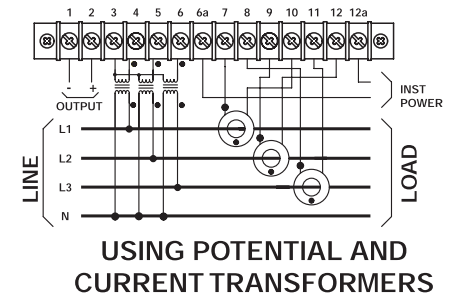 1 2 3 4 5 6 6a 7 8 9 10 11 12 12a
- +
OUTPUT
INST
POWER
LINE
L1
L2
L3
N
LOAD
USING POTENTIAL AND
CURRENT TRANSFORMERS